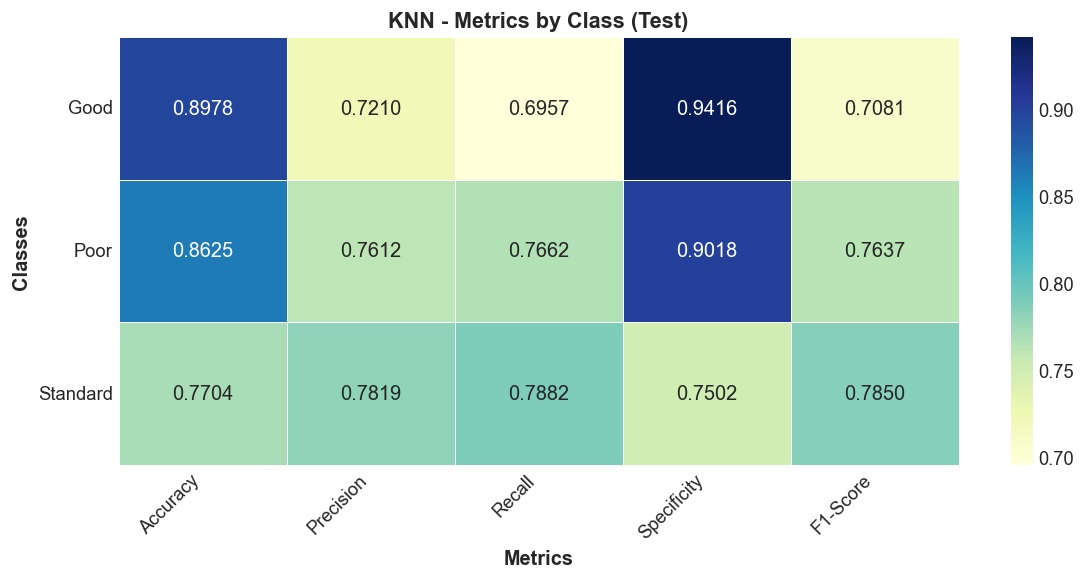 KNN - Metrics by Class (Test)
Good 0.8978 0.7210 0.6957 0.9416 0.7081
Poor 0.8625 0.7612 0.7662 0.9018 0.7637
Standard 0.7704 0.7819 0.7882 0.7502 0.7850
Accuracy Precision Recall Specificity F1-Score
Metrics
Classes
0.90
0.85
0.80
0.75
0.70